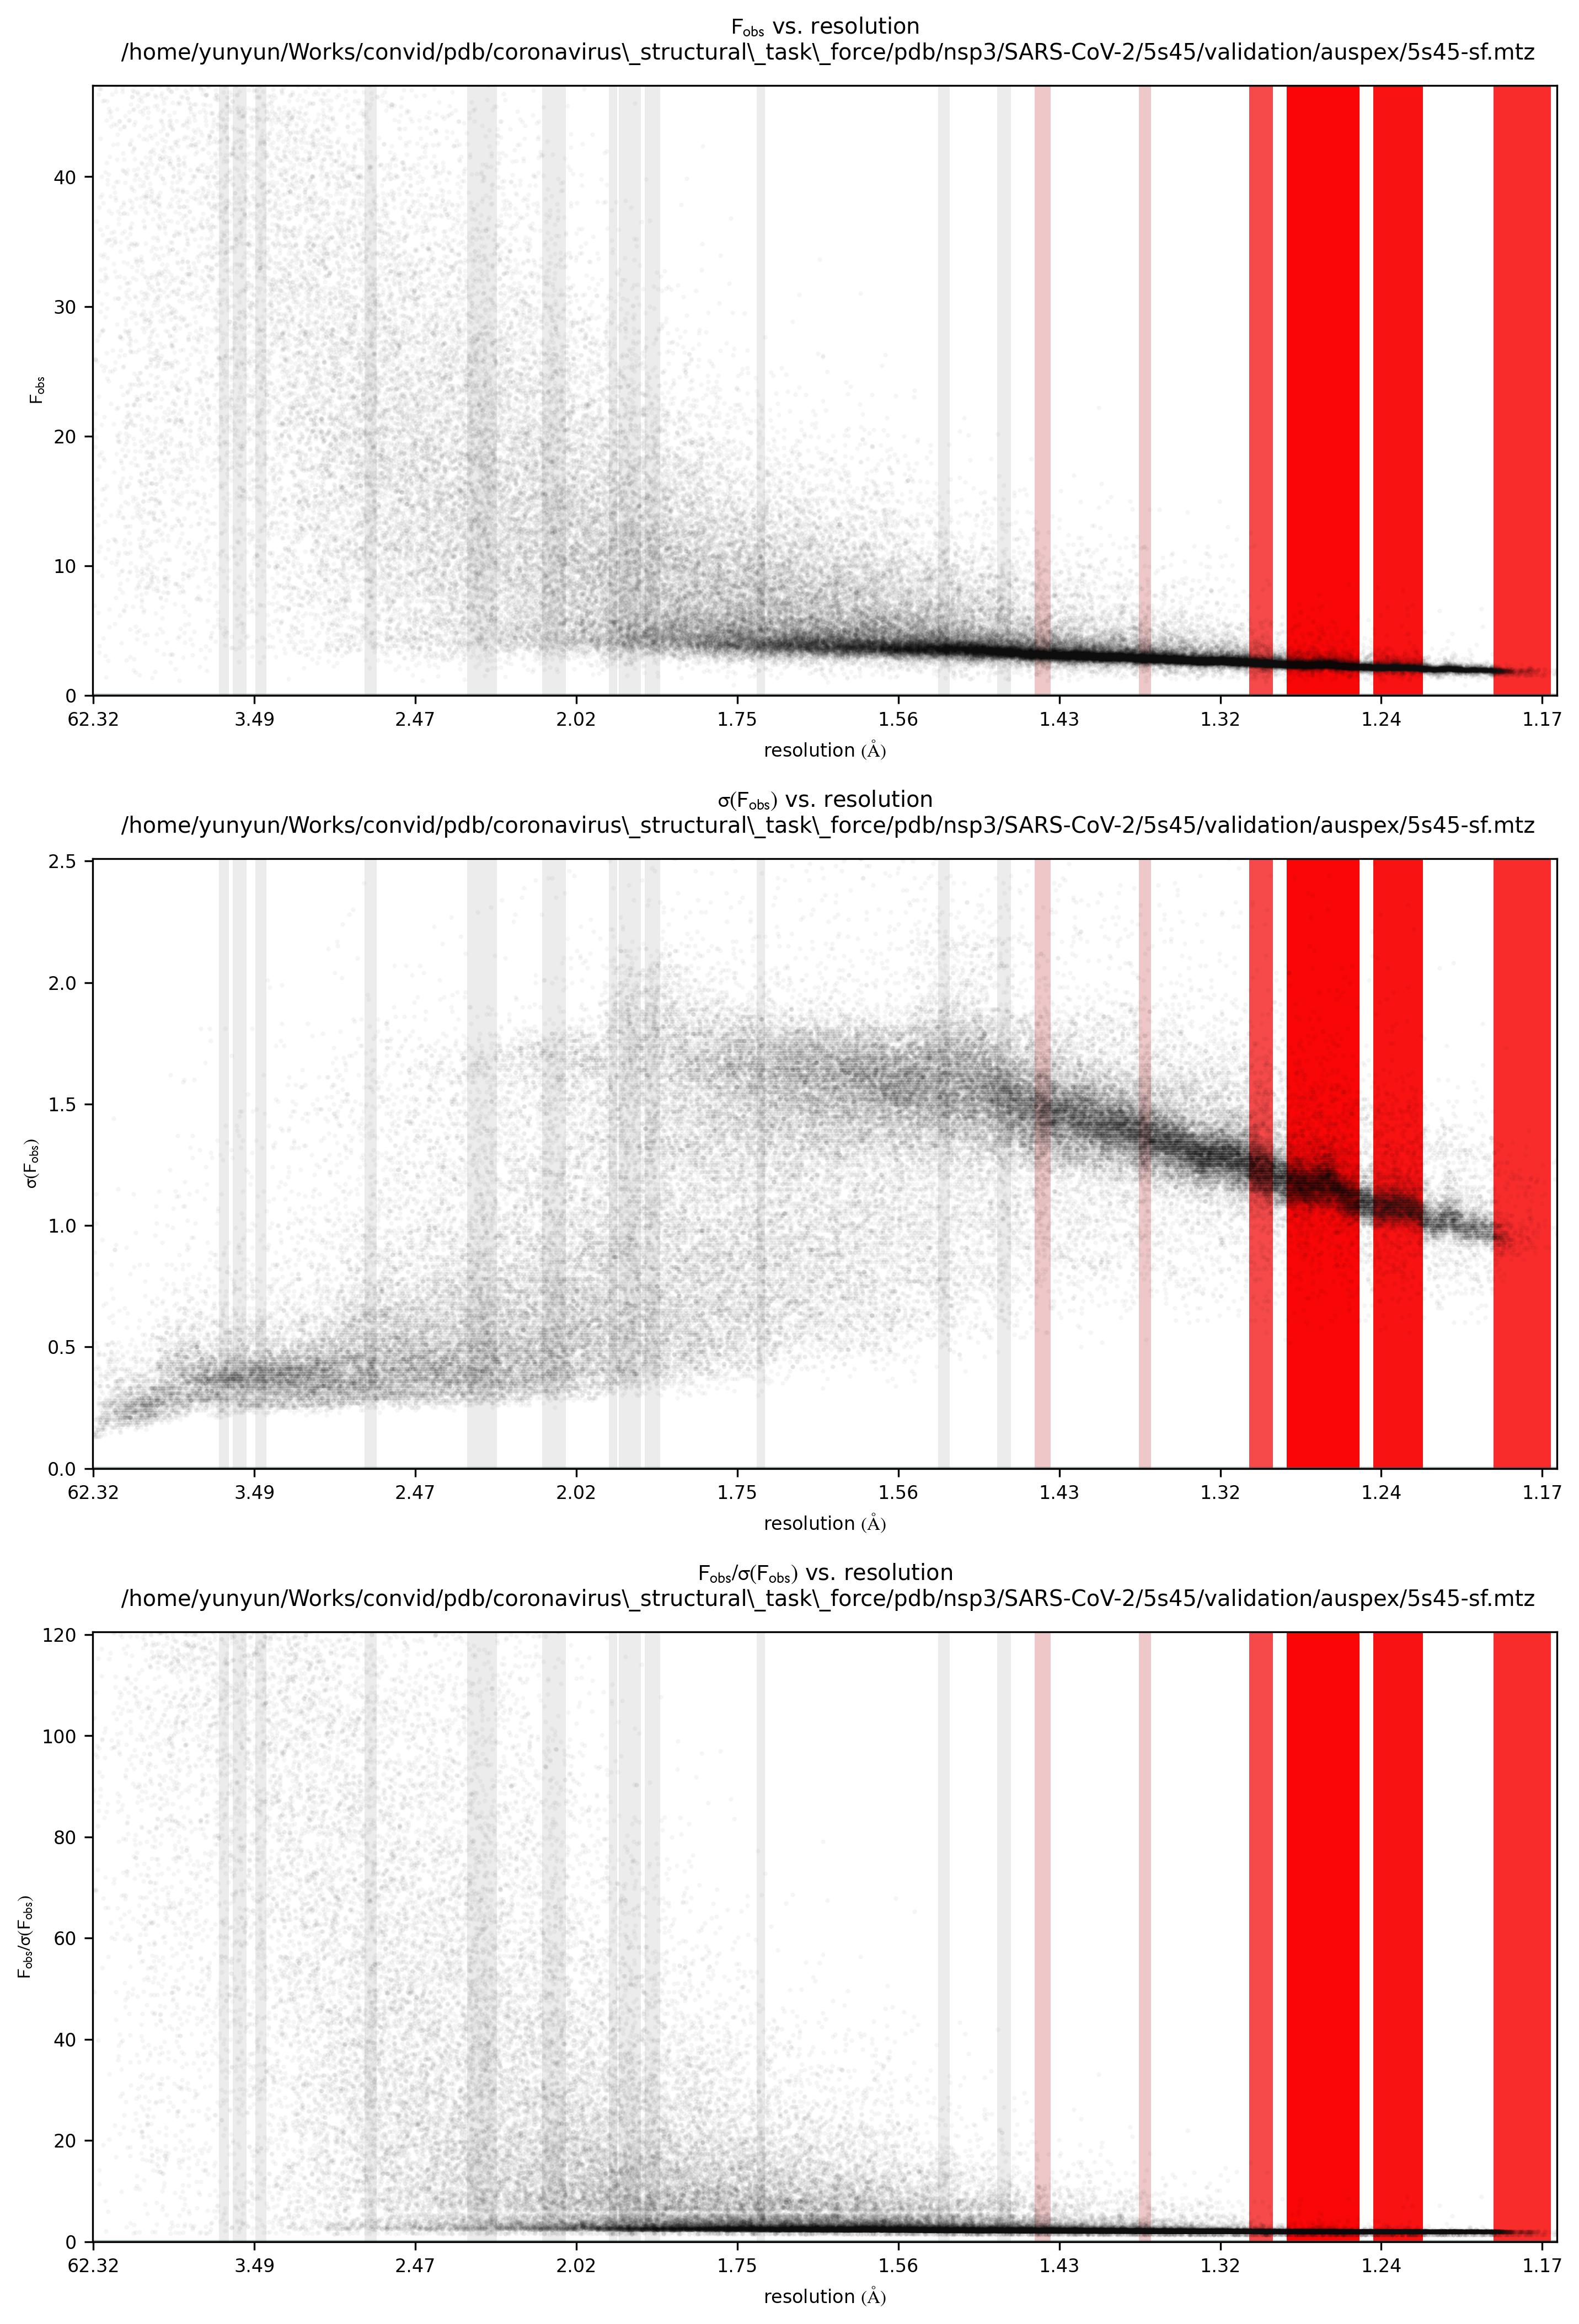 Fobs vs. resolution
/home/yunyun/Works/convid/pdb/coronavirus\_structural\_task\_force/pdb/nsp3/SARS-CoV-2/5s45/validation/auspex/5s45-sf.mtz
40
30
Fobs
20
10
0
62.32 3.49 2.47 2.02 1.75 1.56 1.43 1.32 1.24 1.17
resolution (Å)
σ(Fobs) vs. resolution
/home/yunyun/Works/convid/pdb/coronavirus\_structural\_task\_force/pdb/nsp3/SARS-CoV-2/5s45/validation/auspex/5s45-sf.mtz
2.5
2.0
1.5
σ(Fobs)
1.0
0.5
0.0
62.32 3.49 2.47 2.02 1.75 1.56 1.43 1.32 1.24 1.17
resolution (Å)
Fobs/σ(Fobs) vs. resolution
/home/yunyun/Works/convid/pdb/coronavirus\_structural\_task\_force/pdb/nsp3/SARS-CoV-2/5s45/validation/auspex/5s45-sf.mtz
120
100
80
60
Fobs/σ(Fobs)
40
20
0
62.32 3.49 2.47 2.02 1.75 1.56 1.43 1.32 1.24 1.17
resolution (Å)